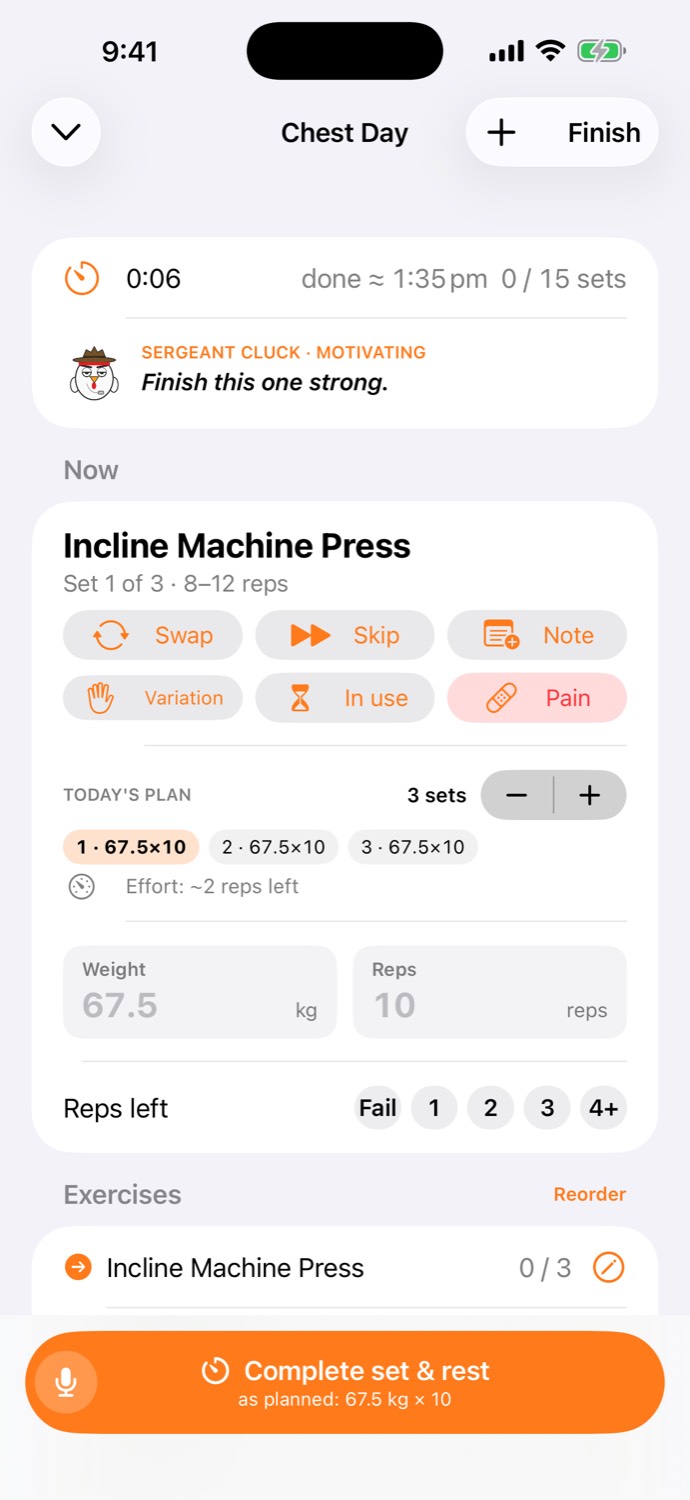 9:41
Chest Day
Finish
0:06 done ≈ 1:35 pm 0 / 15 sets
SERGEANT CLUCK · MOTIVATING
Finish this one strong.
Now
Incline Machine Press
Set 1 of 3 · 8–12 reps
Swap Skip Note
Variation In use Pain
TODAY'S PLAN 3 sets − +
1 · 67.5×10 2 · 67.5×10 3 · 67.5×10
Effort: ~2 reps left
Weight Reps
67.5 kg 10 reps
Reps left Fail 1 2 3 4+
Exercises Reorder
Incline Machine Press 0 / 3
Complete set & rest
as planned: 67.5 kg × 10